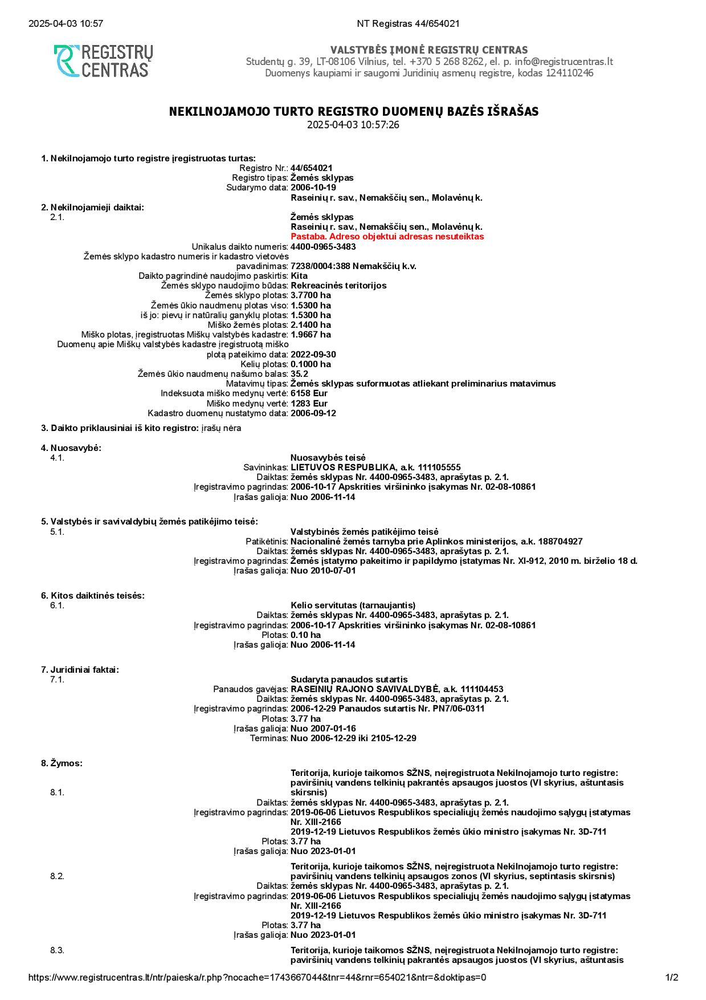 2025-04-03 10:57
NT Registras 44/654021
REGISTRŲ
CENTRAS
VALSTYBĖS ĮMONĖ REGISTRŲ CENTRAS
Studentų g. 39, LT-08106 Vilnius, tel. +370 5 268 8262, el. p. info@registrucentras.lt
Duomenys kaupiami ir saugomi Juridinių asmenų registre, kodas 124110246
NEKILNOJAMOJO TURTO REGISTRO DUOMENŲ BAZĖS IŠRAŠAS
2025-04-03 10:57:26
1. Nekilnojamojo turto registre įregistruotas turtas:
Registro Nr.: 44/654021
Registro tipas: Žemės sklypas
Sudarymo data: 2006-10-19
Raseinių r. sav., Nemakščių sen., Molavėnų k.
2. Nekilnojamieji daiktai:
2.1. Žemės sklypas
Raseinių r. sav., Nemakščių sen., Molavėnų k.
Pastaba. Adreso objektui adresas nesuteiktas
Unikalus daikto numeris: 4400-0965-3483
Žemės sklypo kadastro numeris ir kadastro vietovės
pavadinimas: 7238/0004:388 Nemakščių k.v.
Daikto pagrindinė naudojimo paskirtis: Kita
Žemės sklypo naudojimo būdas: Rekreacinės teritorijos
Žemės sklypo plotas: 3.7700 ha
Žemės ūkio naudmenų plotas viso: 1.5300 ha
iš jo: pievų ir natūralių ganyklų plotas: 1.5300 ha
Miško žemės plotas: 2.1400 ha
Miško plotas, įregistruotas Miškų valstybės kadastre: 1.9667 ha
Duomenų apie Miškų valstybės kadastre įregistruotą miško
plotą pateikimo data: 2022-09-30
Kelių plotas: 0.1000 ha
Žemės ūkio naudmenų našumo balas: 35.2
Matavimų tipas: Žemės sklypas suformuotas atliekant preliminarius matavimus
Indeksuota miško medynų vertė: 6158 Eur
Miško medynų vertė: 1283 Eur
Kadastro duomenų nustatymo data: 2006-09-12
3. Daikto priklausiniai iš kito registro: įrašų nėra
4. Nuosavybė:
4.1. Nuosavybės teisė
Savininkas: LIETUVOS RESPUBLIKA, a.k. 111105555
Daiktas: žemės sklypas Nr. 4400-0965-3483, aprašytas p. 2.1.
Įregistravimo pagrindas: 2006-10-17 Apskrities viršininko įsakymas Nr. 02-08-10861
Įrašas galioja: Nuo 2006-11-14
5. Valstybės ir savivaldybių žemės patikėjimo teisė:
5.1. Valstybinės žemės patikėjimo teisė
Patikėtinis: Nacionalinė žemės tarnyba prie Aplinkos ministerijos, a.k. 188704927
Daiktas: žemės sklypas Nr. 4400-0965-3483, aprašytas p. 2.1.
Įregistravimo pagrindas: Žemės įstatymo pakeitimo ir papildymo įstatymas Nr. XI-912, 2010 m. birželio 18 d.
Įrašas galioja: Nuo 2010-07-01
6. Kitos daiktinės teisės:
6.1. Kelio servitutas (tarnaujantis)
Daiktas: žemės sklypas Nr. 4400-0965-3483, aprašytas p. 2.1.
Įregistravimo pagrindas: 2006-10-17 Apskrities viršininko įsakymas Nr. 02-08-10861
Plotas: 0.10 ha
Įrašas galioja: Nuo 2006-11-14
7. Juridiniai faktai:
7.1. Sudaryta panaudos sutartis
Panaudos gavėjas: RASEINIŲ RAJONO SAVIVALDYBĖ, a.k. 111104453
Daiktas: žemės sklypas Nr. 4400-0965-3483, aprašytas p. 2.1.
Įregistravimo pagrindas: 2006-12-29 Panaudos sutartis Nr. PN7/06-0311
Plotas: 3.77 ha
Įrašas galioja: Nuo 2007-01-16
Terminas: Nuo 2006-12-29 iki 2105-12-29
8. Žymos:
Teritorija, kurioje taikomos SŽNS, neįregistruota Nekilnojamojo turto registre:
paviršinių vandens telkinių pakrantės apsaugos juostos (VI skyrius, aštuntasis
8.1. skirsnis)
Daiktas: žemės sklypas Nr. 4400-0965-3483, aprašytas p. 2.1.
Įregistravimo pagrindas: 2019-06-06 Lietuvos Respublikos specialiųjų žemės naudojimo sąlygų įstatymas
Nr. XIII-2166
2019-12-19 Lietuvos Respublikos žemės ūkio ministro įsakymas Nr. 3D-711
Plotas: 3.77 ha
Įrašas galioja: Nuo 2023-01-01
Teritorija, kurioje taikomos SŽNS, neįregistruota Nekilnojamojo turto registre:
8.2. paviršinių vandens telkinių apsaugos zonos (VI skyrius, septintasis skirsnis)
Daiktas: žemės sklypas Nr. 4400-0965-3483, aprašytas p. 2.1.
Įregistravimo pagrindas: 2019-06-06 Lietuvos Respublikos specialiųjų žemės naudojimo sąlygų įstatymas
Nr. XIII-2166
2019-12-19 Lietuvos Respublikos žemės ūkio ministro įsakymas Nr. 3D-711
Plotas: 3.77 ha
Įrašas galioja: Nuo 2023-01-01
8.3. Teritorija, kurioje taikomos SŽNS, neįregistruota Nekilnojamojo turto registre:
paviršinių vandens telkinių pakrantės apsaugos juostos (VI skyrius, aštuntasis
https://www.registrucentras.lt/ntr/paieska/r.php?nocache=1743667044&tnr=44&rnr=654021&ntr=&doktipas=0
1/2